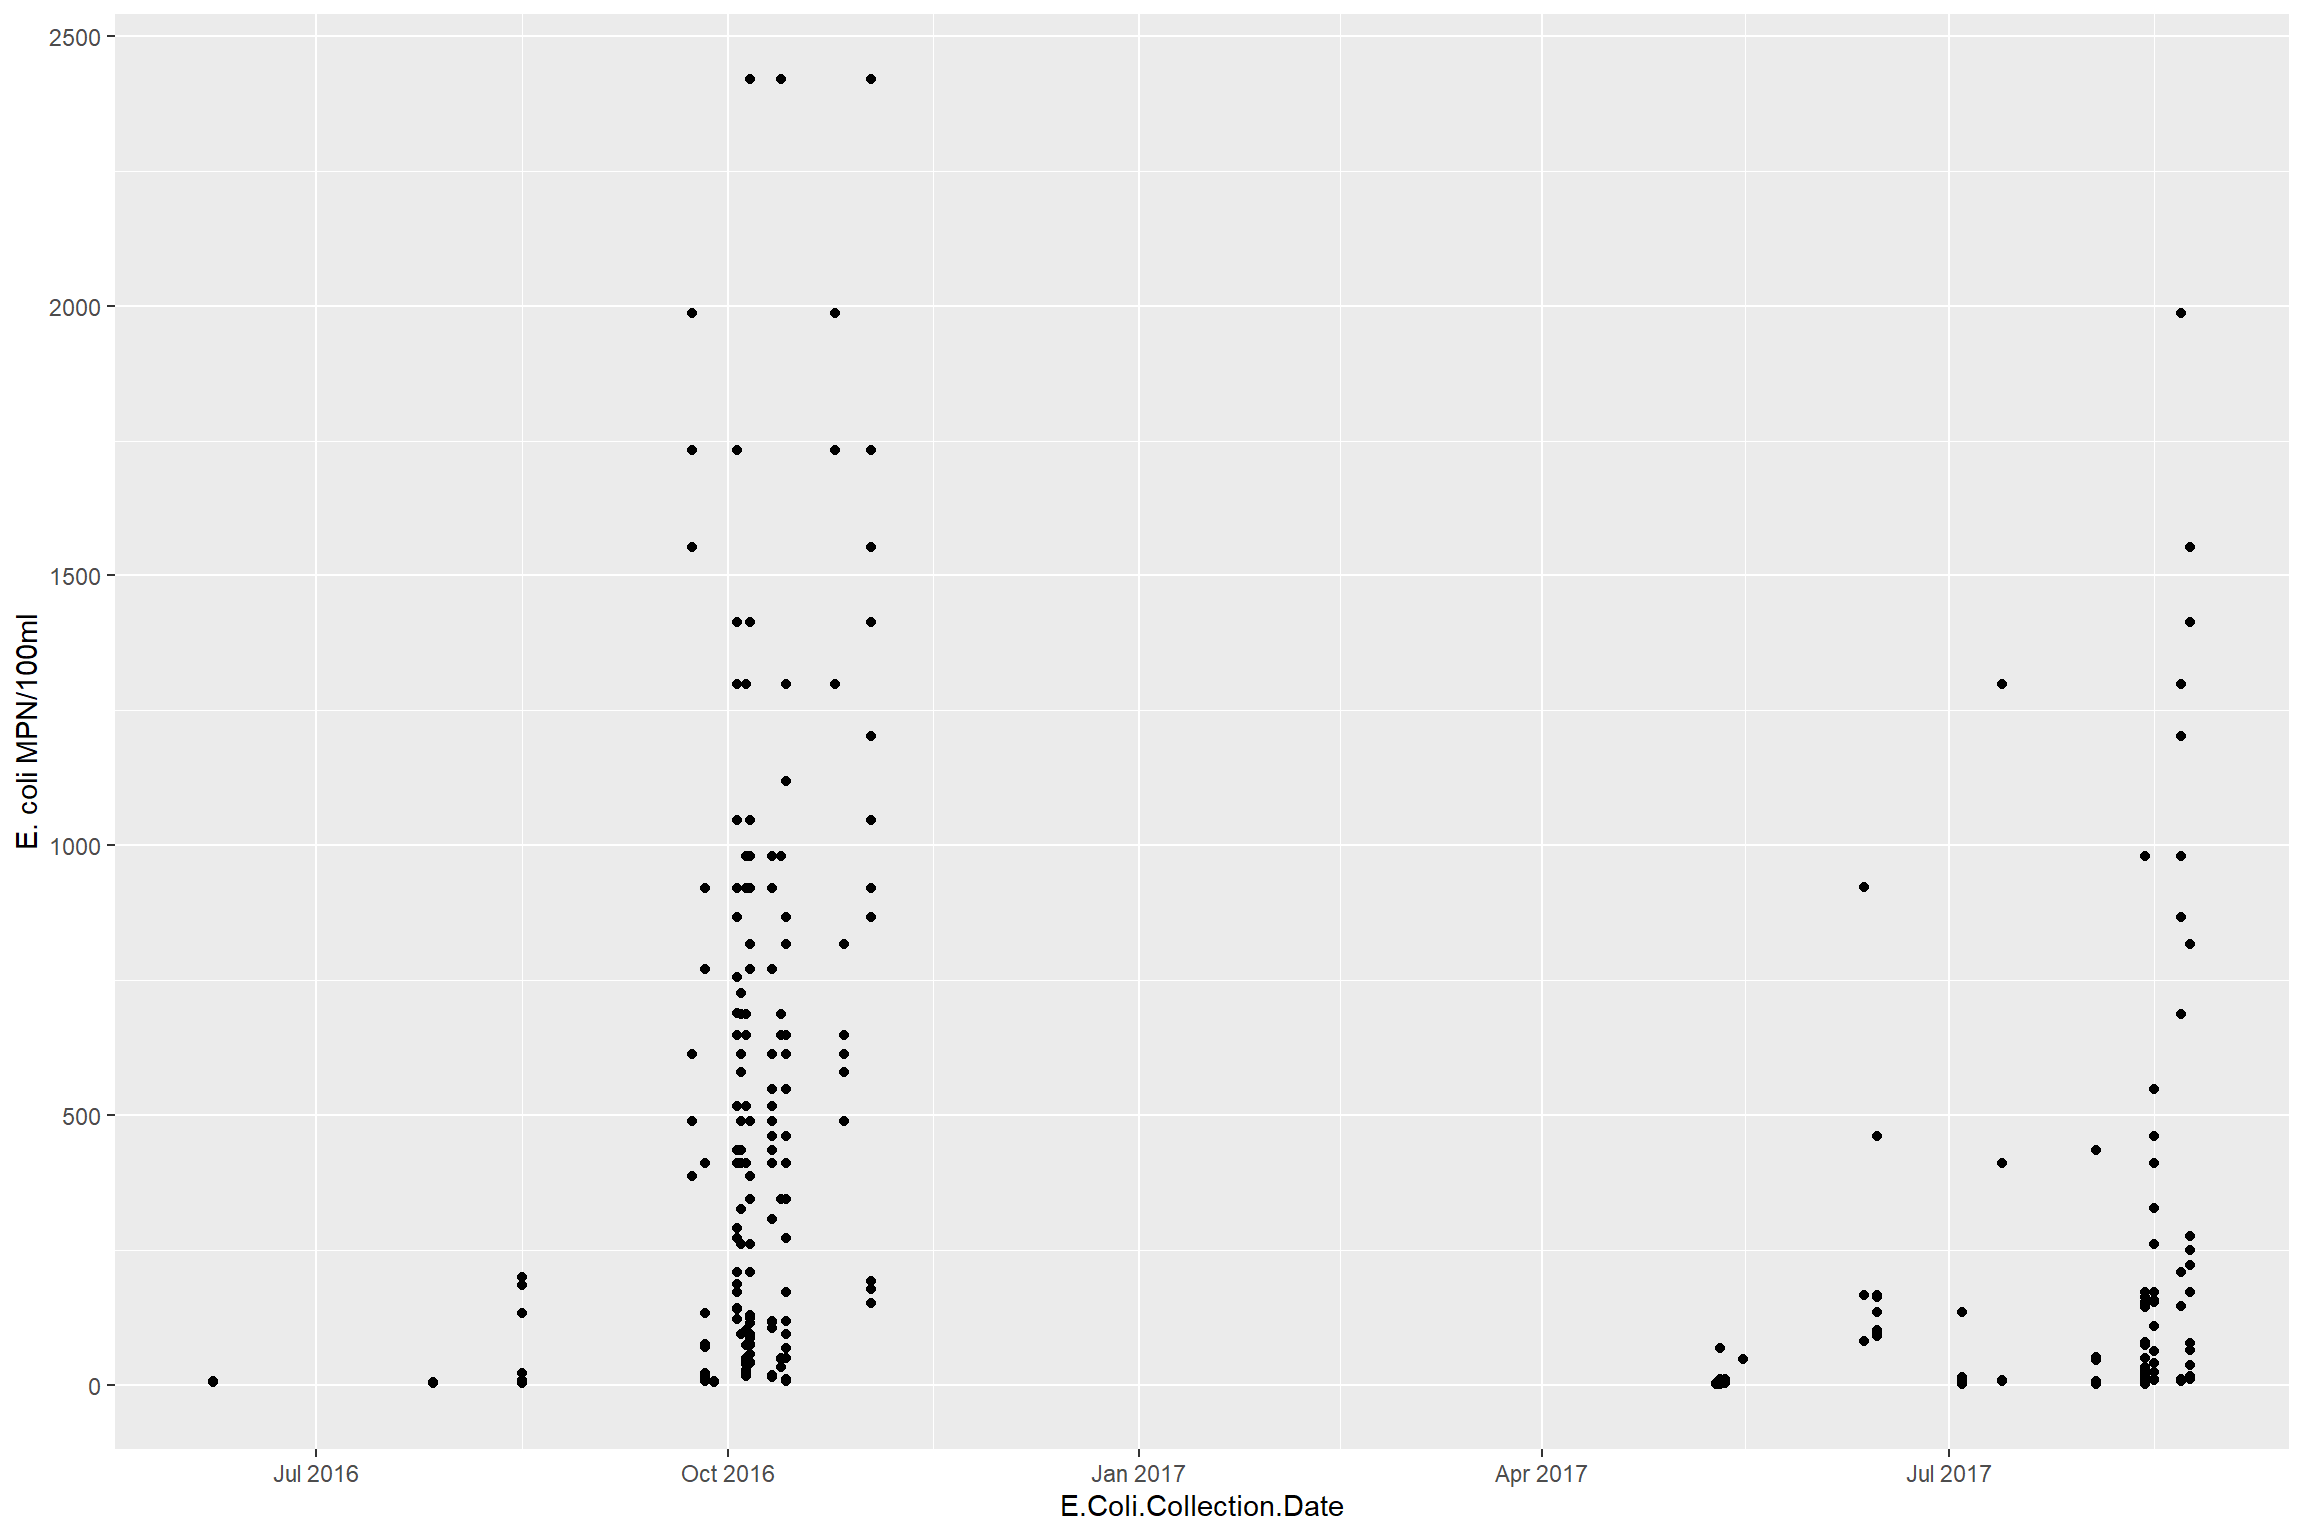 2500
2000
1500
1000
500
0
E. coli MPN/100ml
Jul 2016
Oct 2016
Jan 2017
Apr 2017
Jul 2017
E.Coli.Collection.Date